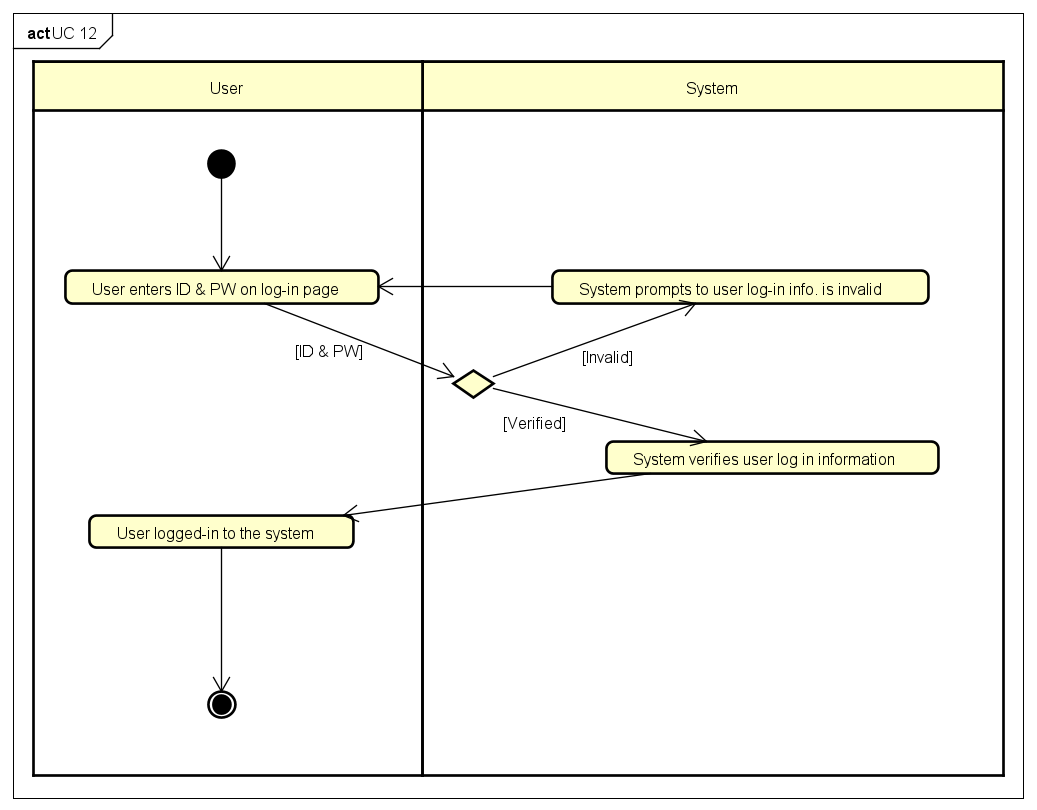 act UC 12
User
System
User enters ID & PW on log-in page
System prompts to user log-in info. is invalid
[ID & PW]
[Invalid]
[Verified]
System verifies user log in information
User logged-in to the system